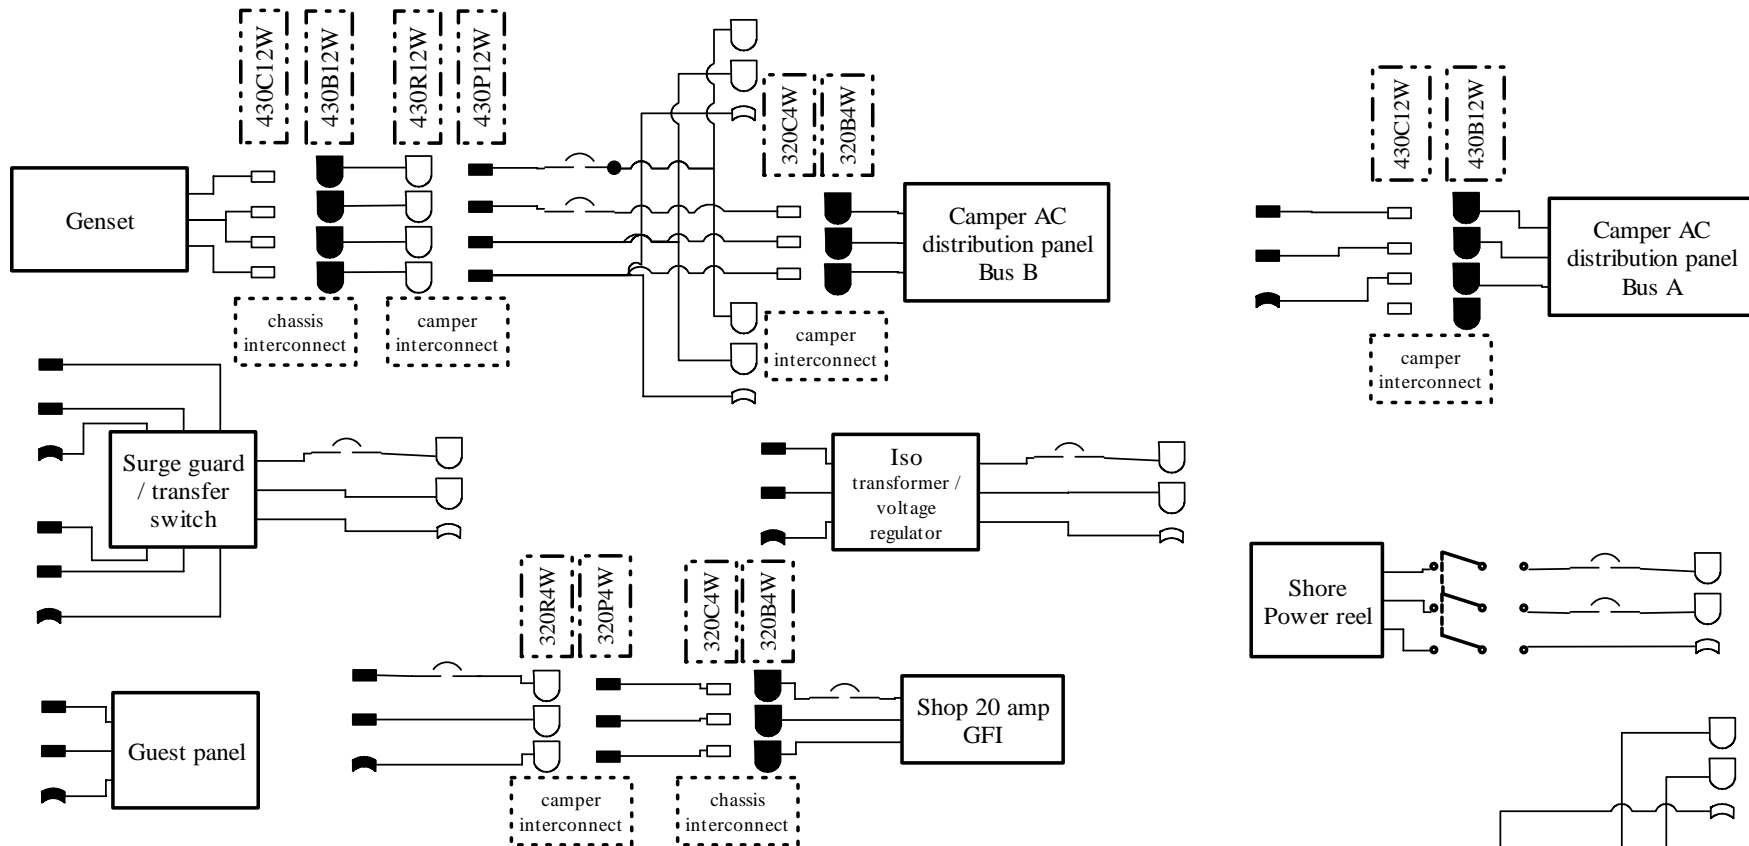 430C12W
430B12W
430R12W
430P12W
320C4W
320B4W
430C12W
430B12W
Genset
Camper AC
distribution panel
Bus B
Camper AC
distribution panel
Bus A
chassis
interconnect
camper
interconnect
camper
interconnect
camper
interconnect
Surge guard
/ transfer
switch
Iso
transformer /
voltage
regulator
Shore
Power reel
320R4W
320P4W
320C4W
320B4W
Guest panel
Shop 20 amp
GFI
camper
interconnect
chassis
interconnect